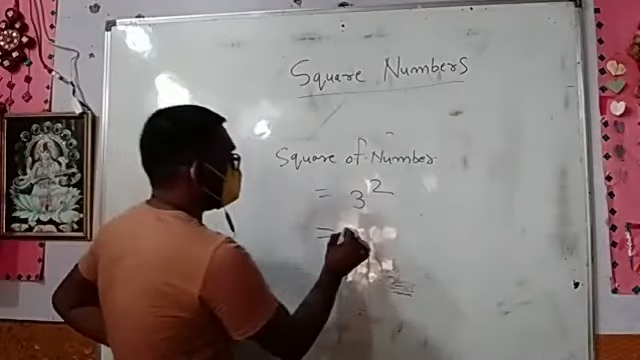 Square Numbers
Square of Number
= 3²
=